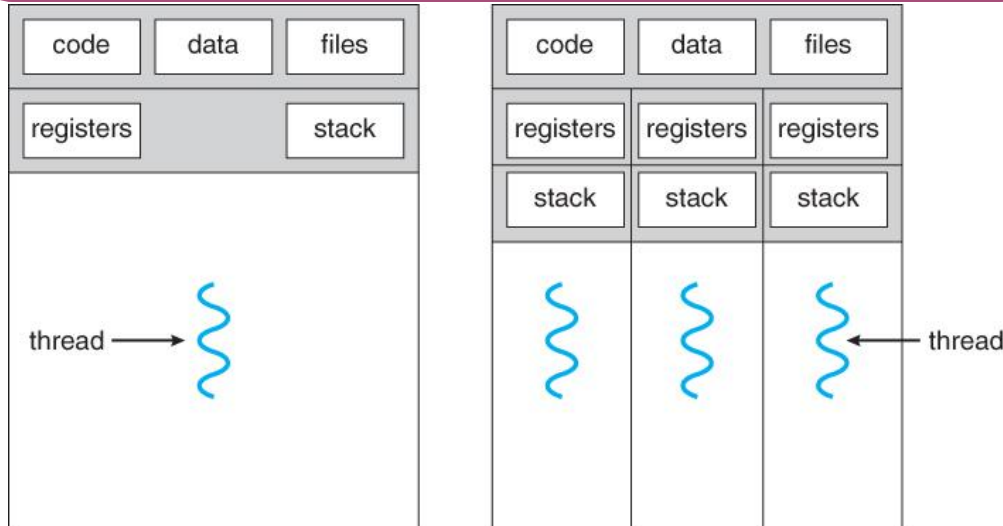 code data files
registers stack
thread
code data files
registers registers registers
stack stack stack
thread